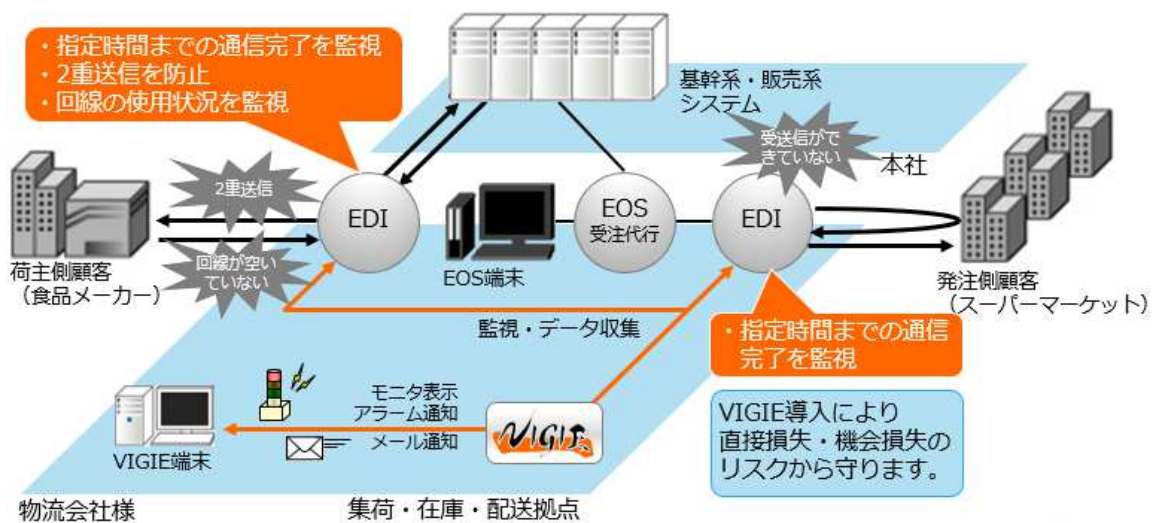 ・指定時間までの通信完了を監視
・2重送信を防止
・回線の使用状況を監視
基幹系・販売系
システム
受送信がで
きていない
本社
2重送信
EDI
EOS
受注代行
EDI
回線が空い
ていない
荷主側顧客
（食品メーカー）
EOS端末
発注側顧客
（スーパーマーケット）
監視・データ収集
・指定時間までの通信
完了を監視
モニタ表示
アラーム通知
メール通知
VIGIE
VIGIE端末
VIGIE導入により
直接損失・機会損失の
リスクから守ります。
物流会社様
集荷・在庫・配送拠点